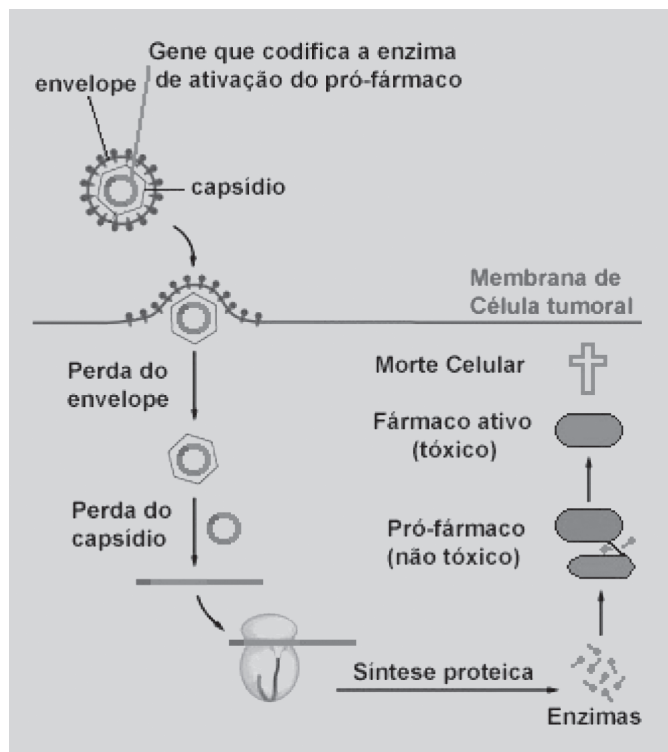 Gene que codifica a enzima
de ativação do pró-fármaco
envelope
capsídio
Membrana de
Célula tumoral
Perda do
envelope
Morte Celular
Fármaco ativo
(tóxico)
Perda do
capsídio
Pró-fármaco
(não tóxico)
Síntese proteica
Enzimas